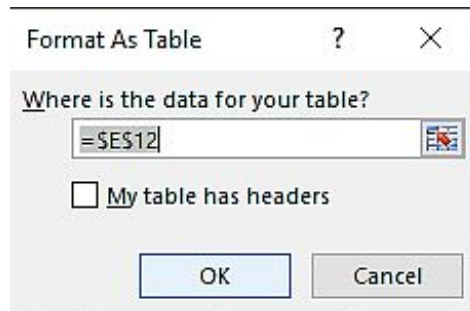 Format As Table ? ×
Where is the data for your table?
=$E$12
My table has headers
OK Cancel